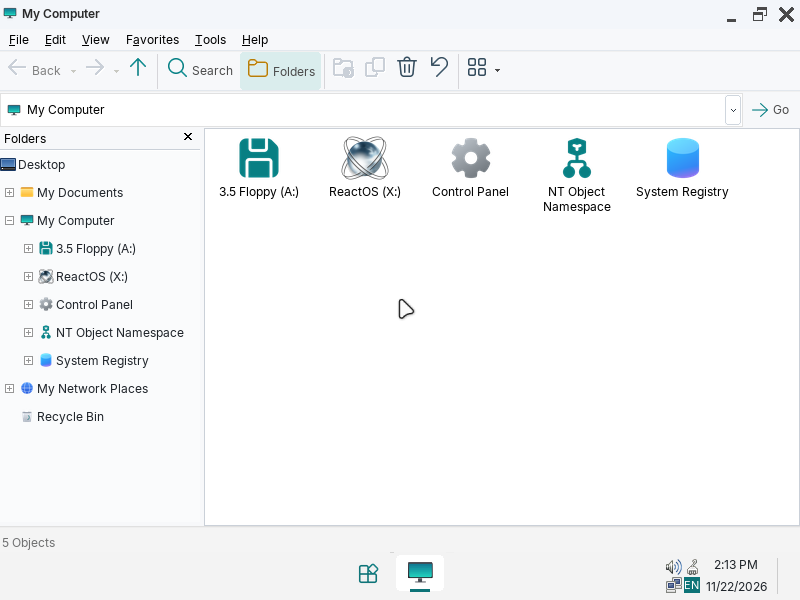 My Computer
File Edit View Favorites Tools Help
Back Search Folders
My Computer Go
Folders
Desktop
My Documents
My Computer
3.5 Floppy (A:)
ReactOS (X:)
Control Panel
NT Object Namespace
System Registry
My Network Places
Recycle Bin
3.5 Floppy (A:)
ReactOS (X:)
Control Panel
NT Object
Namespace
System Registry
5 Objects
2:13 PM
EN 11/22/2026